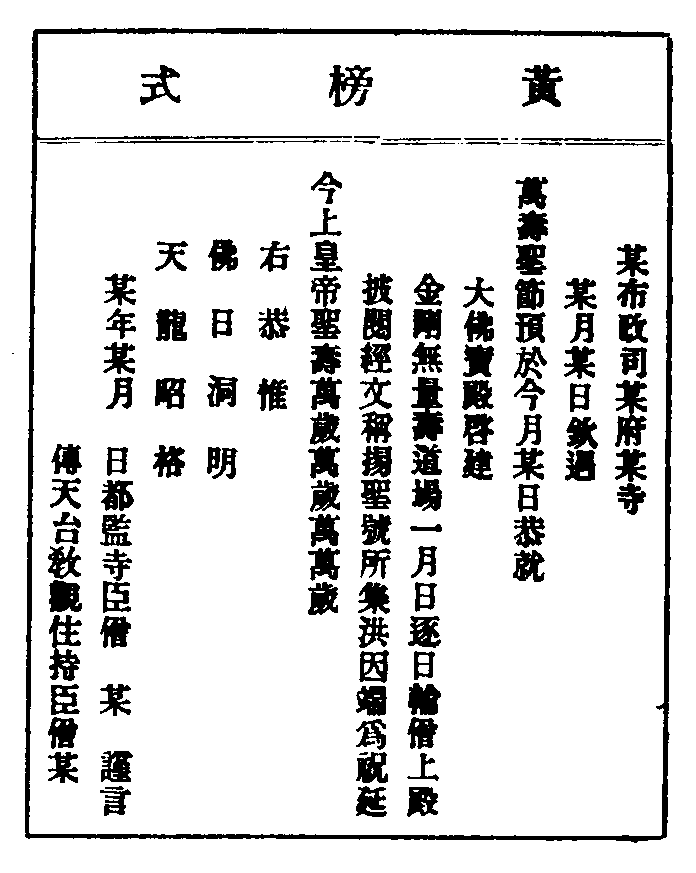 黃榜式
某布政司某府某寺
某月某日欽遇
萬壽聖節預於今月某日恭就
大佛寶殿啓建
金剛無量壽道場一月日逐日輪僧上殿
披閱經文稱揚聖號所集洪因端爲祝延
今上皇帝聖壽萬歲萬歲萬萬歲
右恭惟
佛日洞明
天龍昭格
某年某月 日都監寺臣僧 某 謹言
傳天台敎觀住持臣僧某